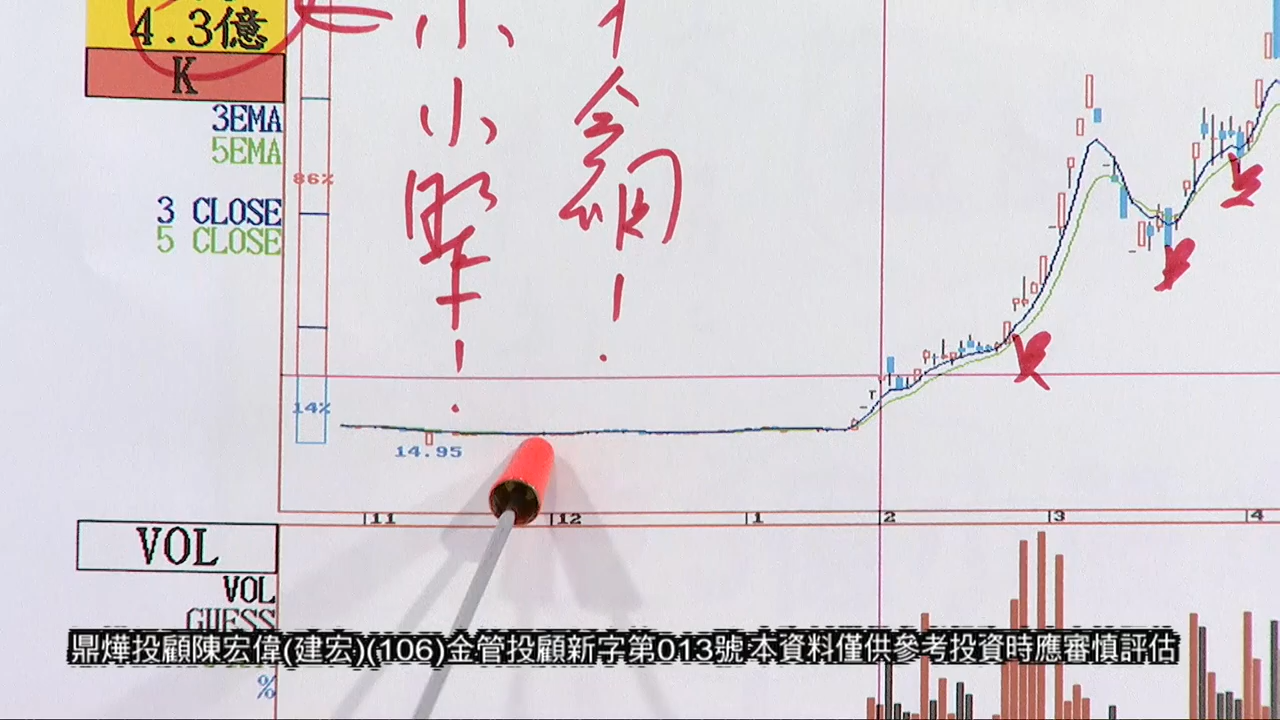 4.3億
K
3EMA
5EMA
3 CLOSE
5 CLOSE
86%
14%
14.95
11
12
1
2
3
4
VOL
VOL
GUESS
%
鼎燁投顧陳宏偉(建宏)(106)金管投顧新字第013號 本資料僅供參考投資時應審慎評估